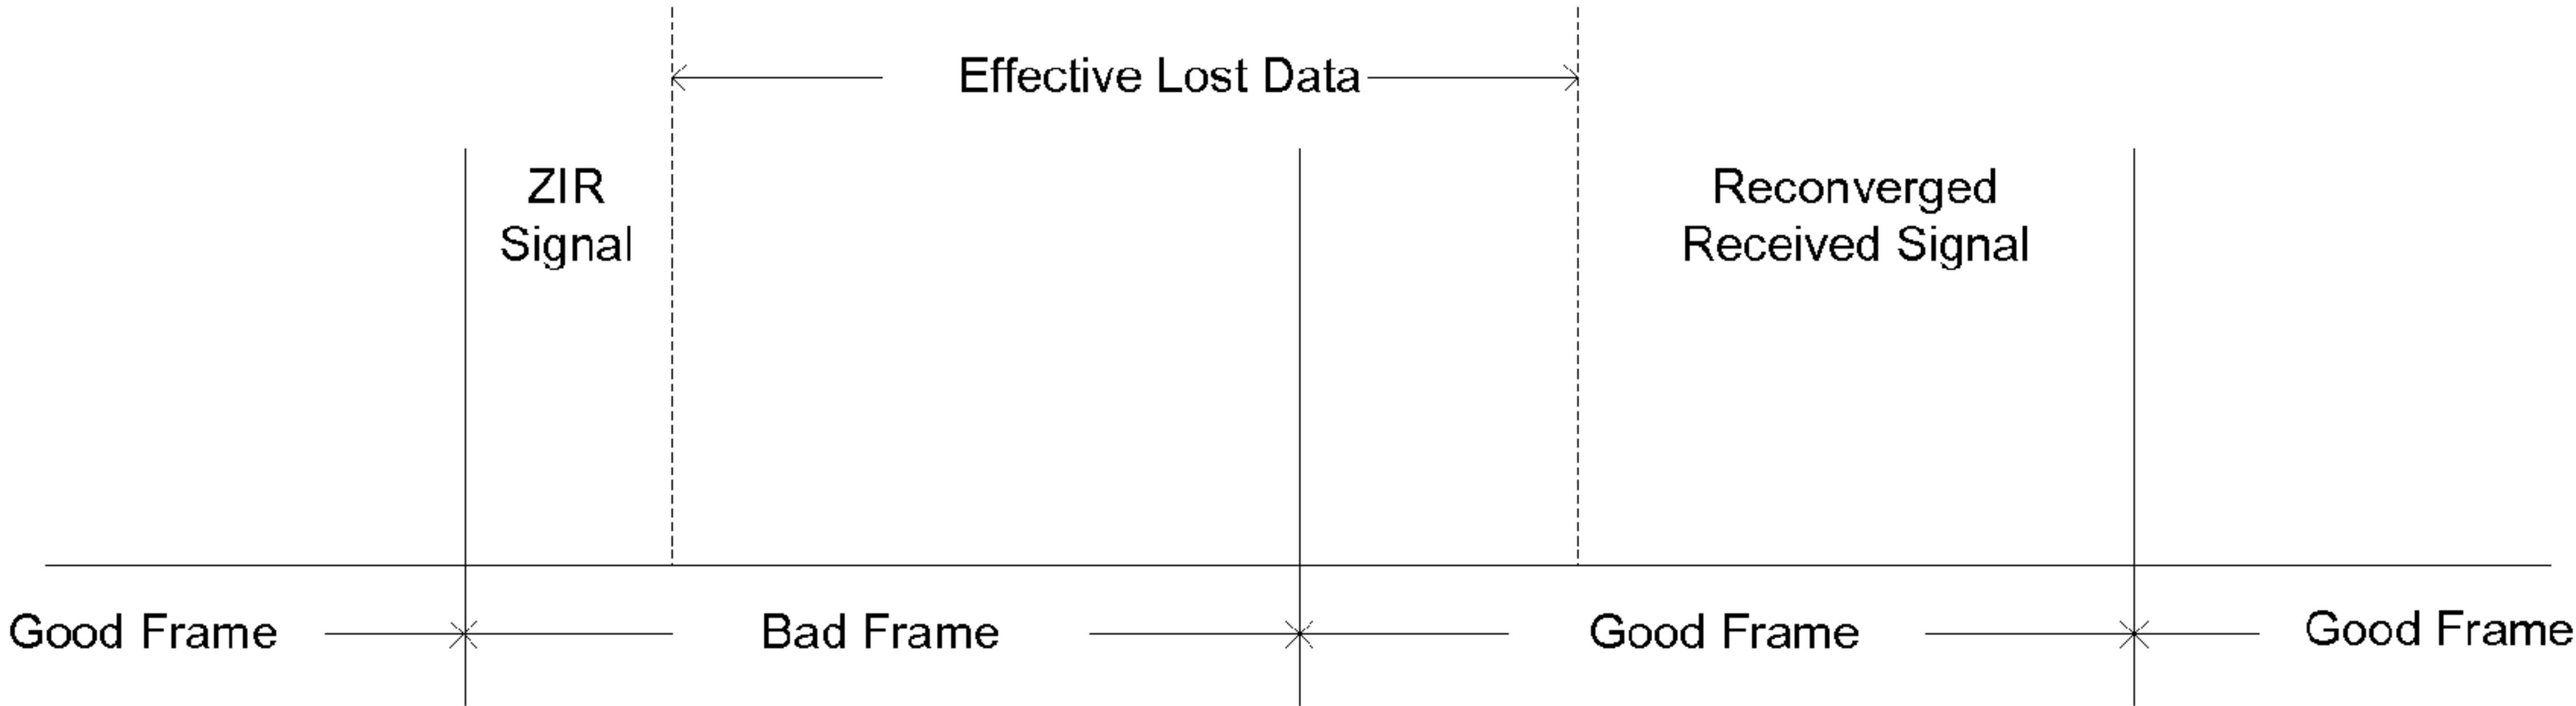 Effective Lost Data
ZIR
Signal
Reconverged
Received Signal
Good Frame
Bad Frame
Good Frame
Good Frame